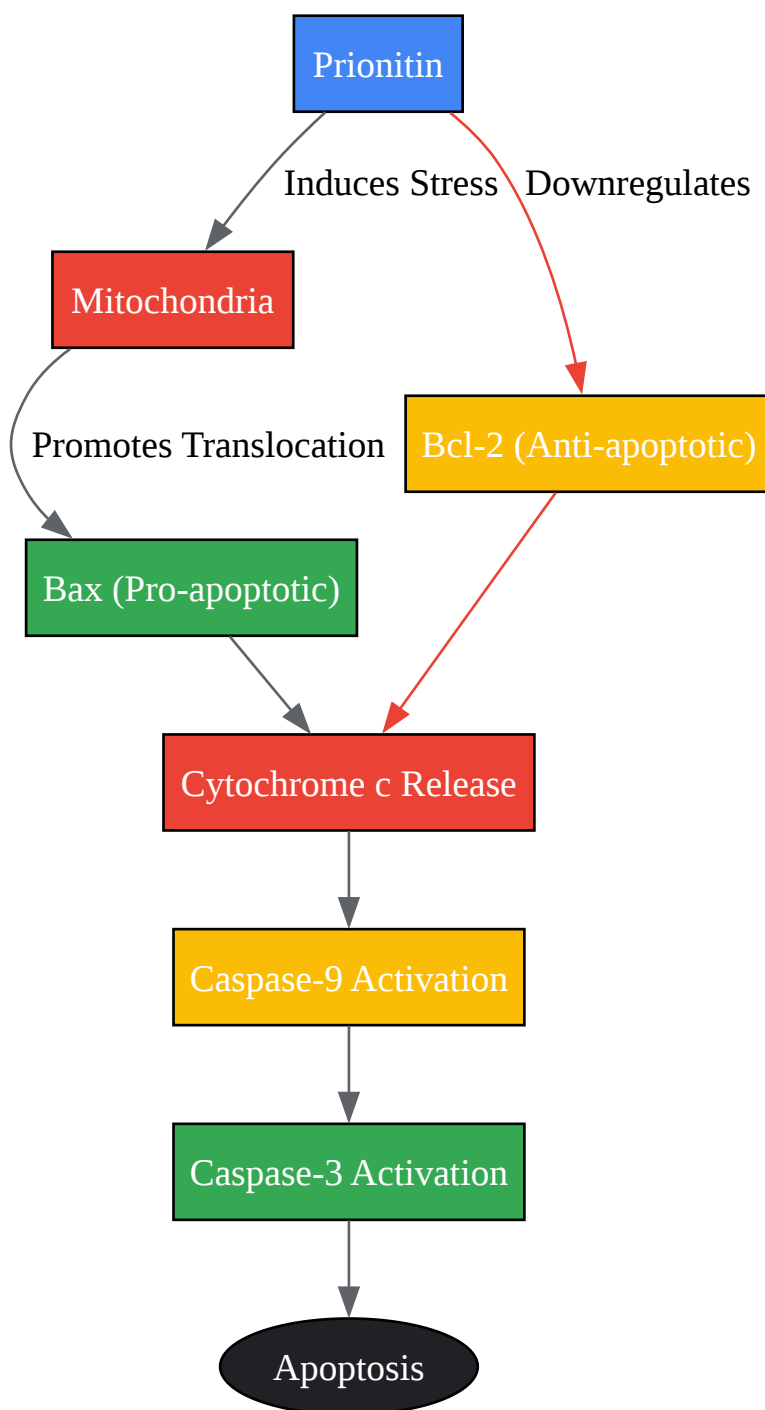 Prionitin
Induces Stress
Downregulates
Mitochondria
Promotes Translocation
Bcl-2 (Anti-apoptotic)
Bax (Pro-apoptotic)
Cytochrome c Release
Caspase-9 Activation
Caspase-3 Activation
Apoptosis